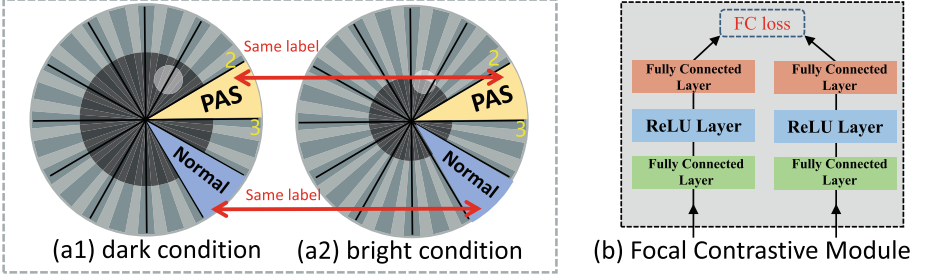 Same label
2
2
PAS
PAS
3
3
Normal
Normal
Same label
(a1) dark condition
(a2) bright condition
FC loss
Fully Connected
Layer
Fully Connected
Layer
ReLU Layer
ReLU Layer
Fully Connected
Layer
Fully Connected
Layer
(b) Focal Contrastive Module